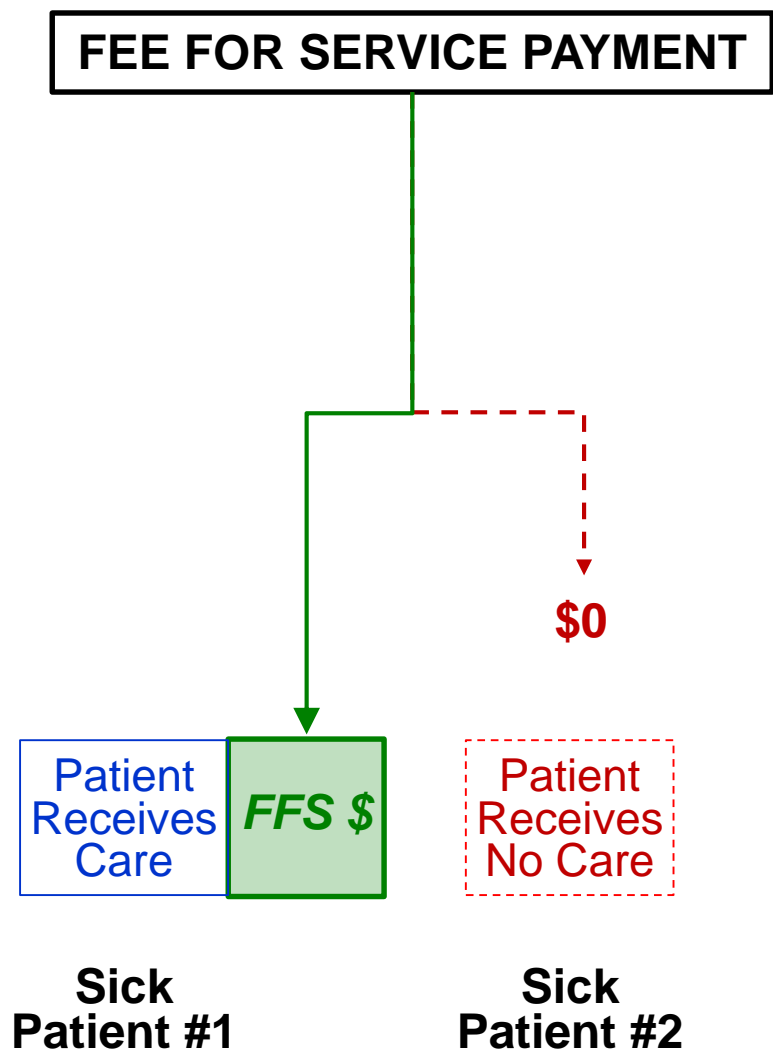 FEE FOR SERVICE PAYMENT
$0
Patient
Receives
Care
FFS $
Patient
Receives
No Care
Sick
Patient #1
Sick
Patient #2